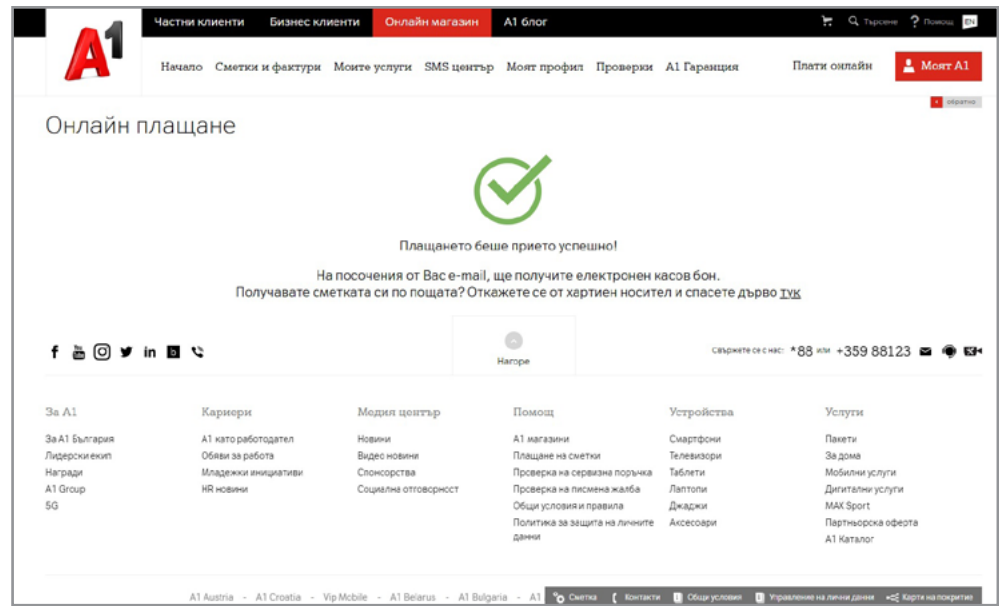 Частни клиенти Бизнес клиенти Онлайн магазин A1 блог Търсене ? Помощ EN
A1
Начало Сметки и фактури Моите услуги SMS център Моят профил Проверки A1 Гаранция Плати онлайн Моят A1
обратно
Онлайн плащане
Плащането беше прието успешно!
На посочения от Вас e-mail, ще получите електронен касов бон.
Получавате сметката си по пощата? Откажете се от хартиен носител и спасете дърво тук
Нагоре
Свържете се с нас: *88 или +359 88123
За A1
За A1 България
Лидерски екип
Награди
A1 Group
5G
Кариери
A1 като работодател
Обяви за работа
Младежки инициативи
HR новини
Медия център
Новини
Видео новини
Спонсорства
Социална отговорност
Помощ
A1 магазини
Плащане на сметки
Проверка на сервизна поръчка
Проверка на писмена жалба
Общи условия и правила
Политика за защита на личните
данни
Устройства
Смартфони
Телевизори
Таблети
Лаптопи
Джаджи
Аксесоари
Услуги
Пакети
За дома
Мобилни услуги
Дигитални услуги
MAX Sport
Партньорска оферта
A1 Каталог
A1 Austria - A1 Croatia - Vip Mobile - A1 Belarus - A1 Bulgaria - A1
Сметка Контакти Общи условия Управление на лични данни Карти на покритие